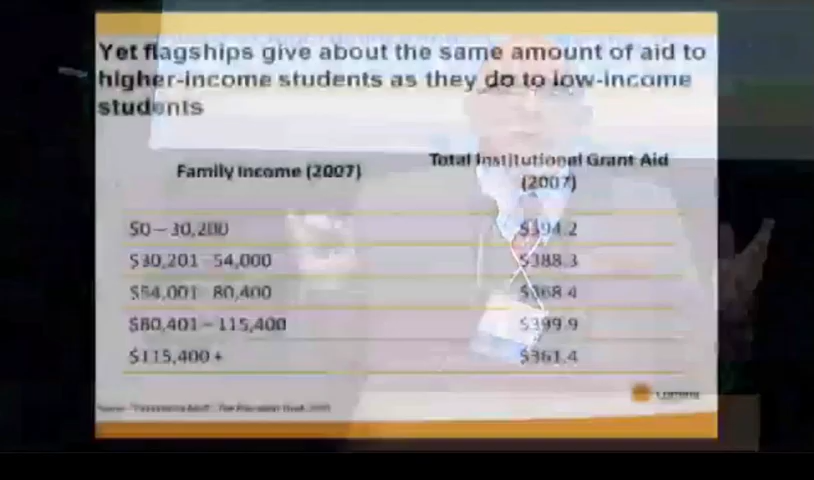 Yet flagships give about the same amount of aid to
higher-income students as they do to low-income
students
Family Income (2007)
Total Institutional Grant Aid
(2007)
$0 – 30,200
$394.2
$30,201 54,000
$388.3
$54,001 80,400
$368.4
$80,401 – 115,400
$399.9
$115,400 +
$361.4